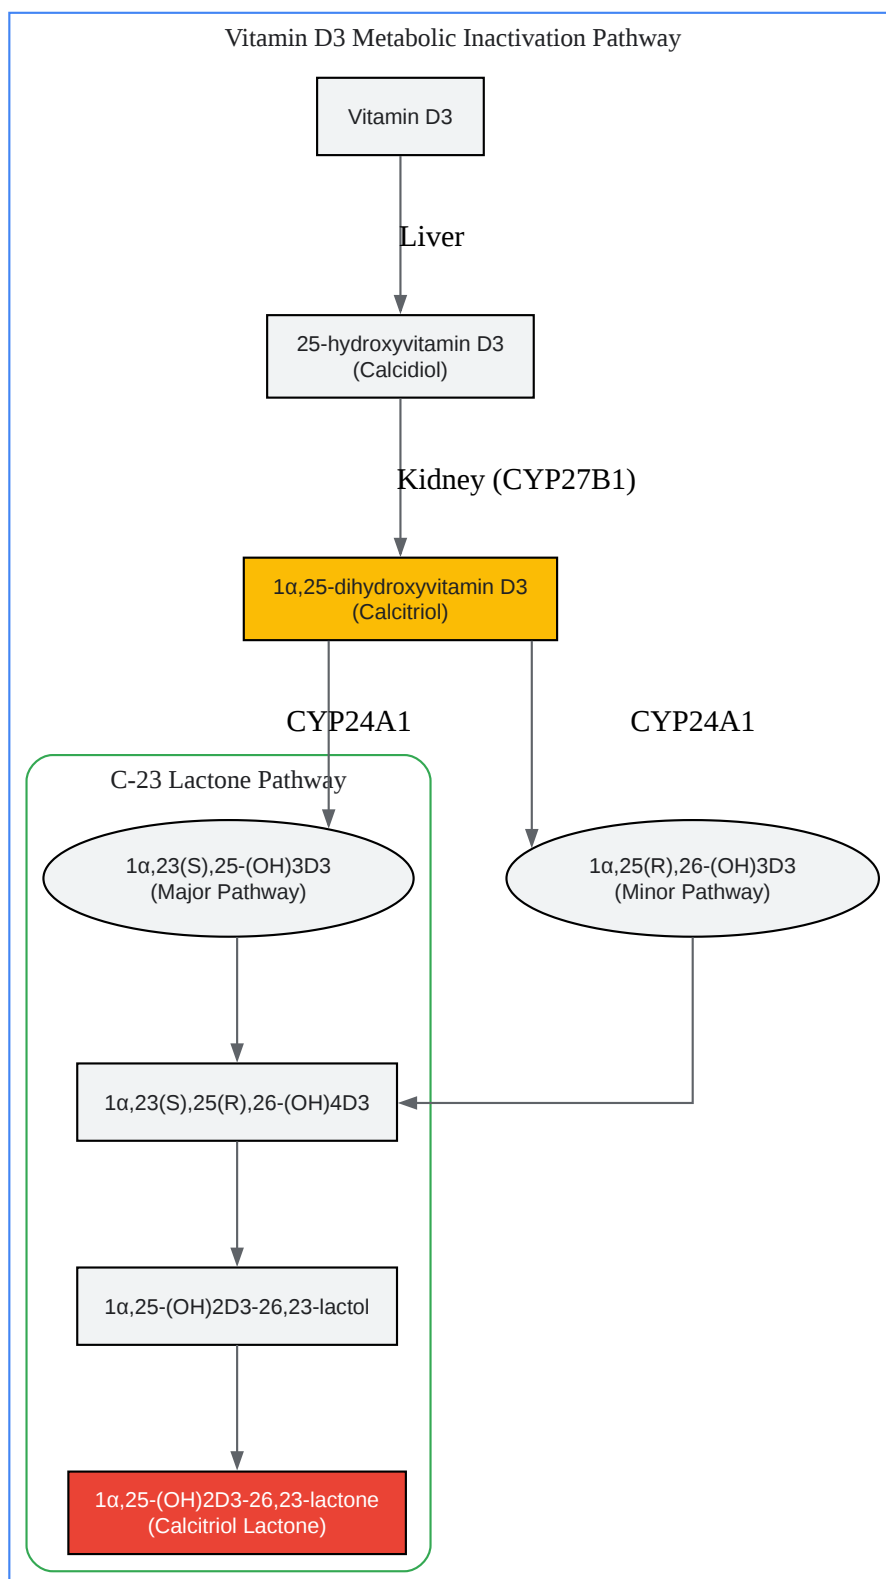 Vitamin D3 Metabolic Inactivation Pathway
Vitamin D3
Liver
25-hydroxyvitamin D3
(Calcidiol)
Kidney (CYP27B1)
1α,25-dihydroxyvitamin D3
(Calcitriol)
CYP24A1
CYP24A1
C-23 Lactone Pathway
1α,23(S),25-(OH)3D3
(Major Pathway)
1α,25(R),26-(OH)3D3
(Minor Pathway)
1α,23(S),25(R),26-(OH)4D3
1α,25-(OH)2D3-26,23-lactol
1α,25-(OH)2D3-26,23-lactone
(Calcitriol Lactone)